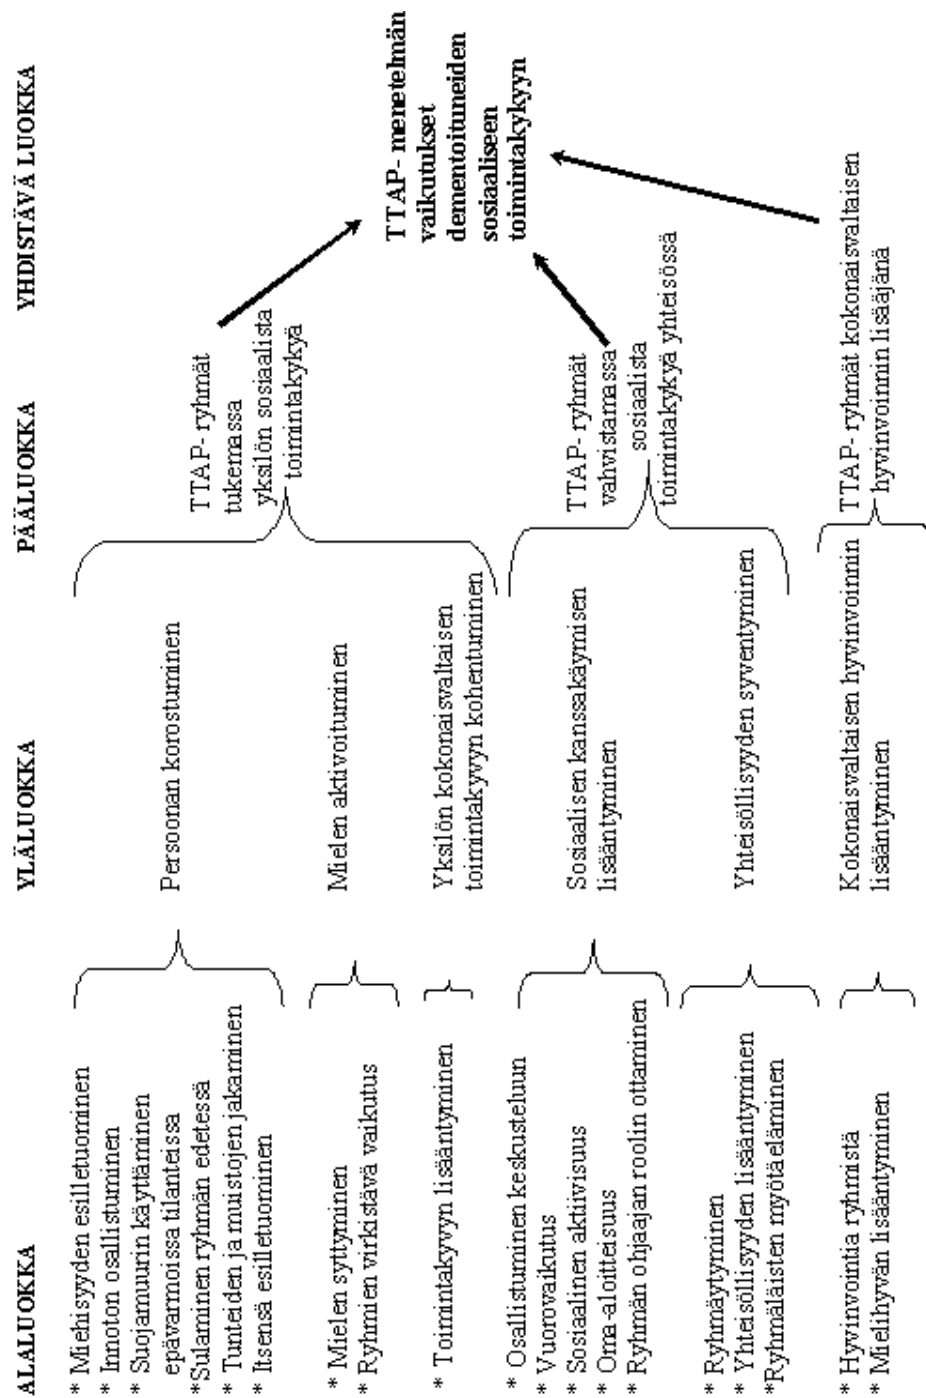 ALALUOKKA
* Miehisyyden esilletuominen
* Innoton osallistuminen
* Suojamuurin käyttäminen
epävarmoissa tilanteissa
*Sulaminen ryhmän edetessä
* Tunteiden ja muistojen jakaminen
* Itsensä esilletuominen
* Mielen syttyminen
* Ryhmien virkistävä vaikutus
* Toimintakyvyn lisääntyminen
* Osallistuminen keskusteluun
* Vuorovaikutus
* Sosiaalinen aktiivisuus
* Oma-aloitteisuus
* Ryhmän ohjaajan roolin ottaminen
* Ryhmäytyminen
* Yhteisöllisyyden lisääntyminen
*Ryhmäläisten myötäeläminen
* Hyvinvointia ryhmistä
* Mielihyvän lisääntyminen
YLÄLUOKKA
Persoonan korostuminen
Mielen aktivoituminen
Yksilön kokonaisvaltaisen
toimintakyvyn kohentuminen
Sosiaalisen kanssakäymisen
lisääntyminen
Yhteisöllisyyden syventyminen
Kokonaisvaltaisen hyvinvoinnin
lisääntyminen
PÄÄLUOKKA
TTAP- ryhmät
tukemassa
yksilön sosiaalista
toimintakykyä
TTAP- ryhmät
vahvistamassa
sosiaalista
toimintakykyä yhteisössä
TTAP- ryhmät kokonaisvaltaisen
hyvinvoinnin lisääjänä
YHDISTÄVÄ LUOKKA
TTAP- menetelmän
vaikutukset
dementoituneiden
sosiaaliseen
toimintakykyyn